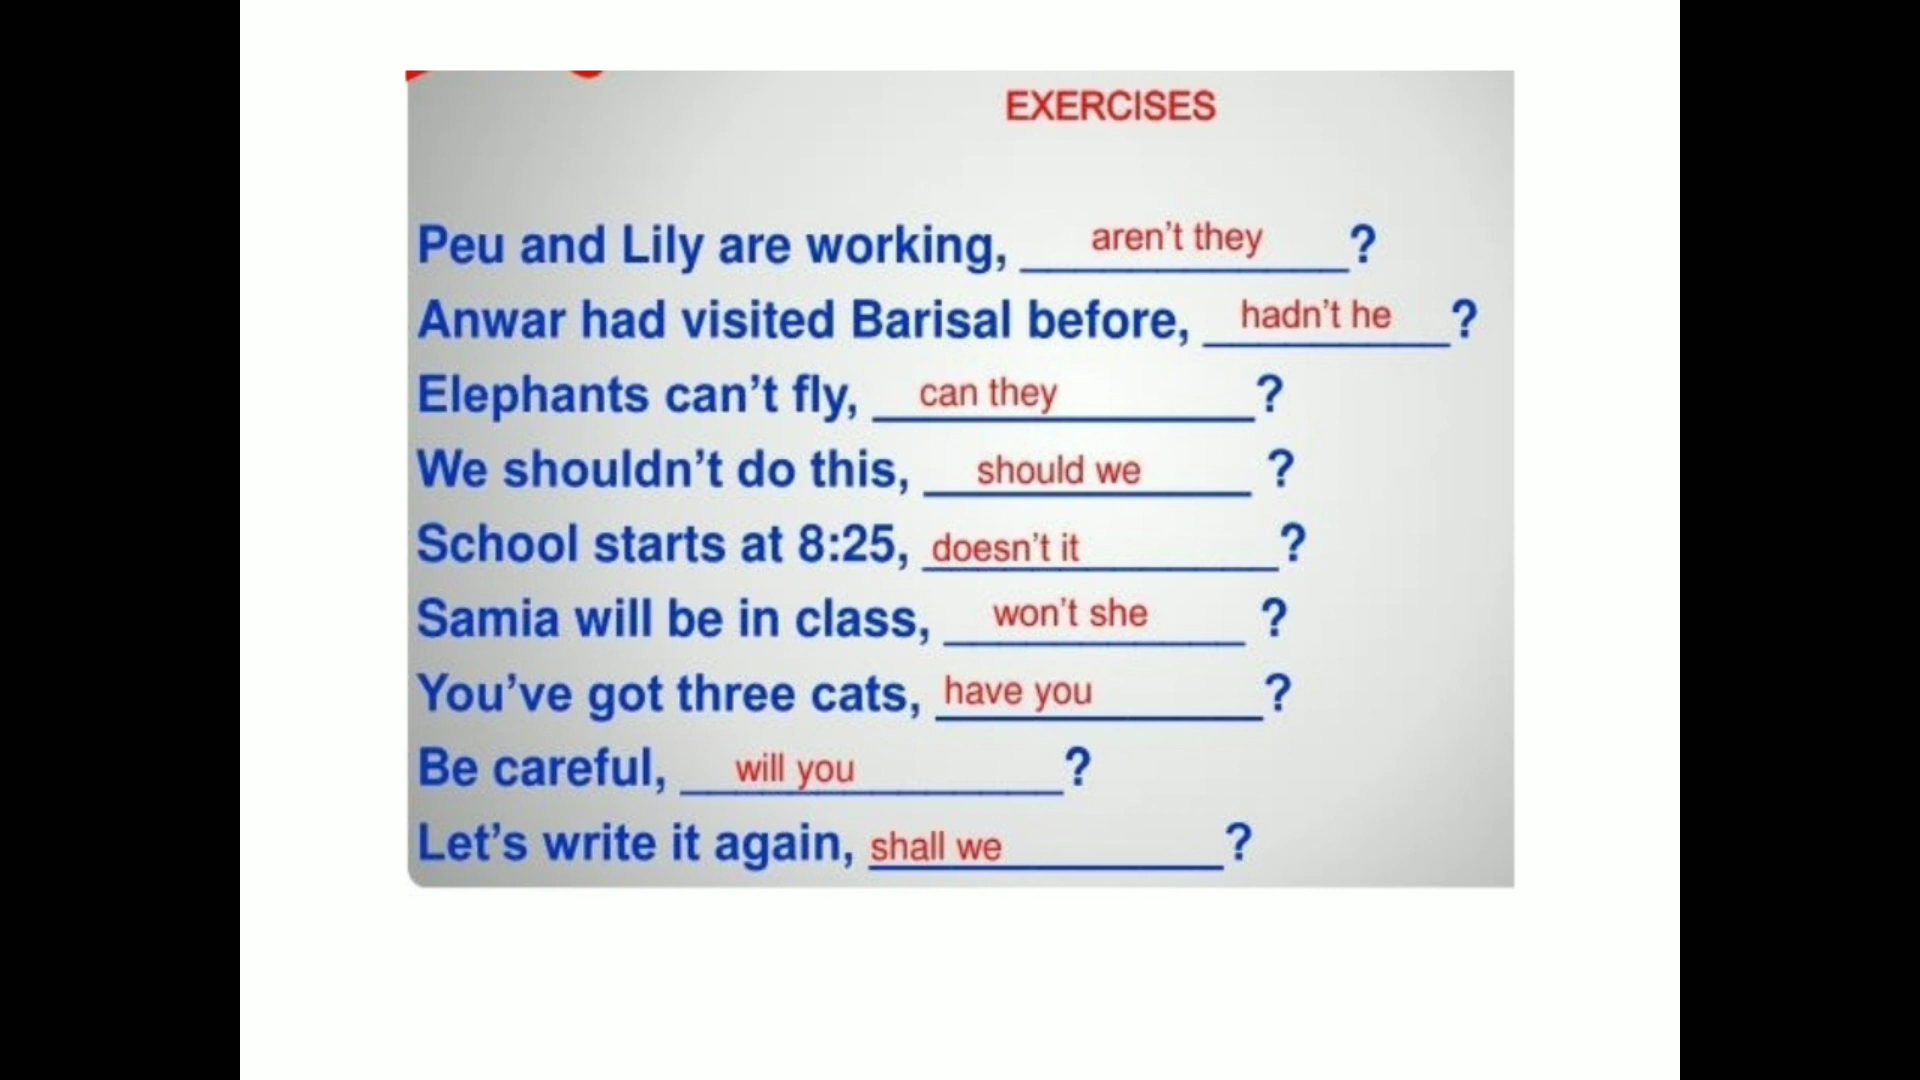 EXERCISES
Peu and Lily are working, aren't they ?
Anwar had visited Barisal before, hadn't he ?
Elephants can't fly, can they ?
We shouldn't do this, should we ?
School starts at 8:25, doesn't it ?
Samia will be in class, won't she ?
You've got three cats, have you ?
Be careful, will you ?
Let's write it again, shall we ?